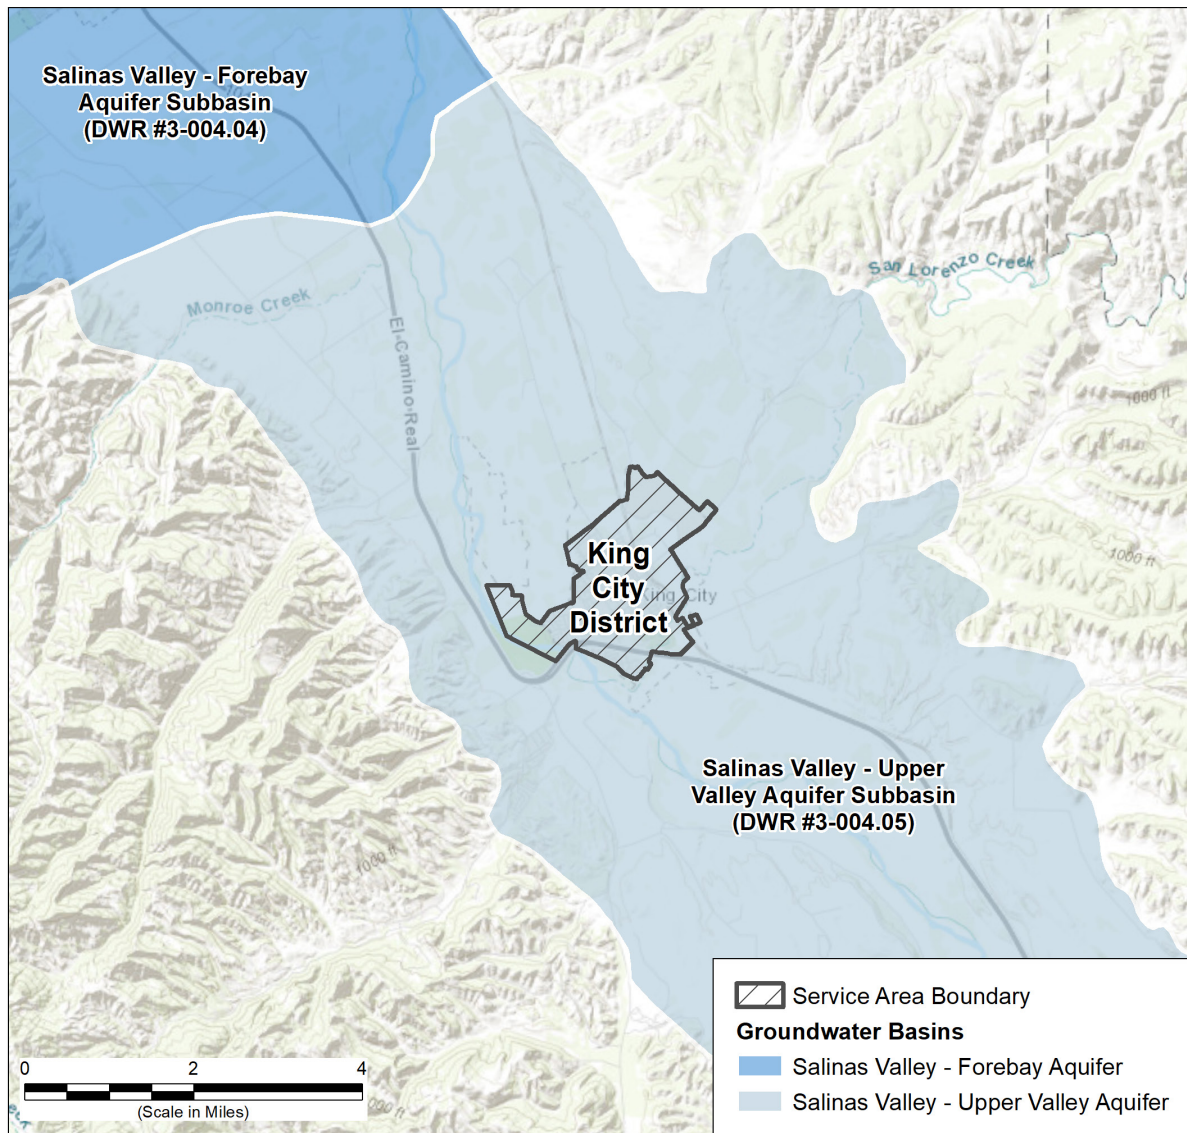 Salinas Valley - Forebay
Aquifer Subbasin
(DWR #3-004.04)
San Lorenzo Creek
Monroe Creek
El Camino Real
1000 ft
1000 ft
King
City
District
King City
Salinas Valley - Upper
Valley Aquifer Subbasin
(DWR #3-004.05)
1000 ft
1000 ft
Service Area Boundary
Groundwater Basins
Salinas Valley - Forebay Aquifer
Salinas Valley - Upper Valley Aquifer
0 2 4
(Scale in Miles)